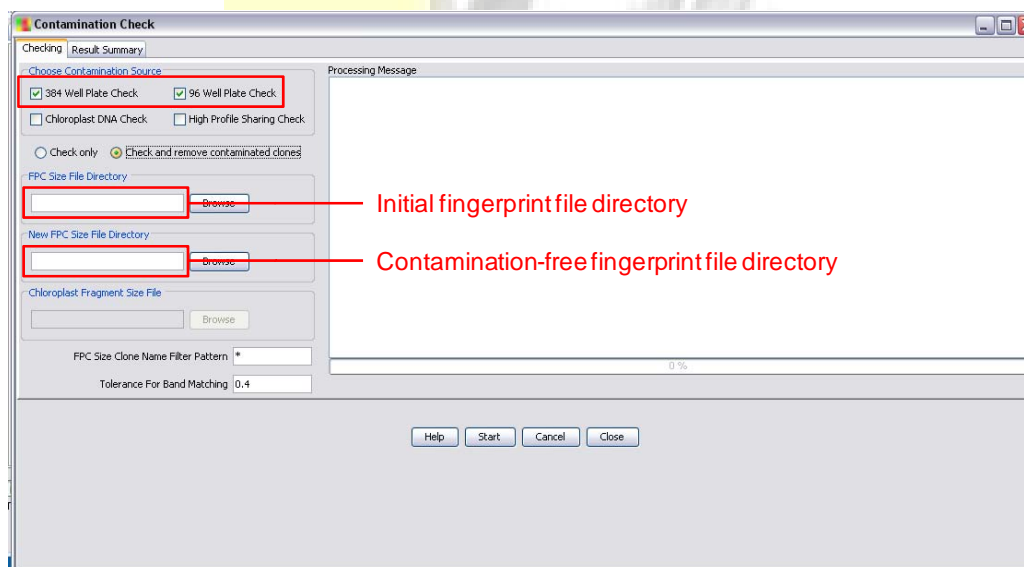 Contamination Check
Checking Result Summary
Choose Contamination Source
384 Well Plate Check 96 Well Plate Check
Chloroplast DNA Check High Profile Sharing Check
Check only Check and remove contaminated clones
FPC Size File Directory
Browse
New FPC Size File Directory
Browse
Chloroplast Fragment Size File
Browse
FPC Size Clone Name Filter Pattern *
Tolerance For Band Matching 0.4
Processing Message
Initial fingerprint file directory
Contamination-free fingerprint file directory
0 %
Help Start Cancel Close